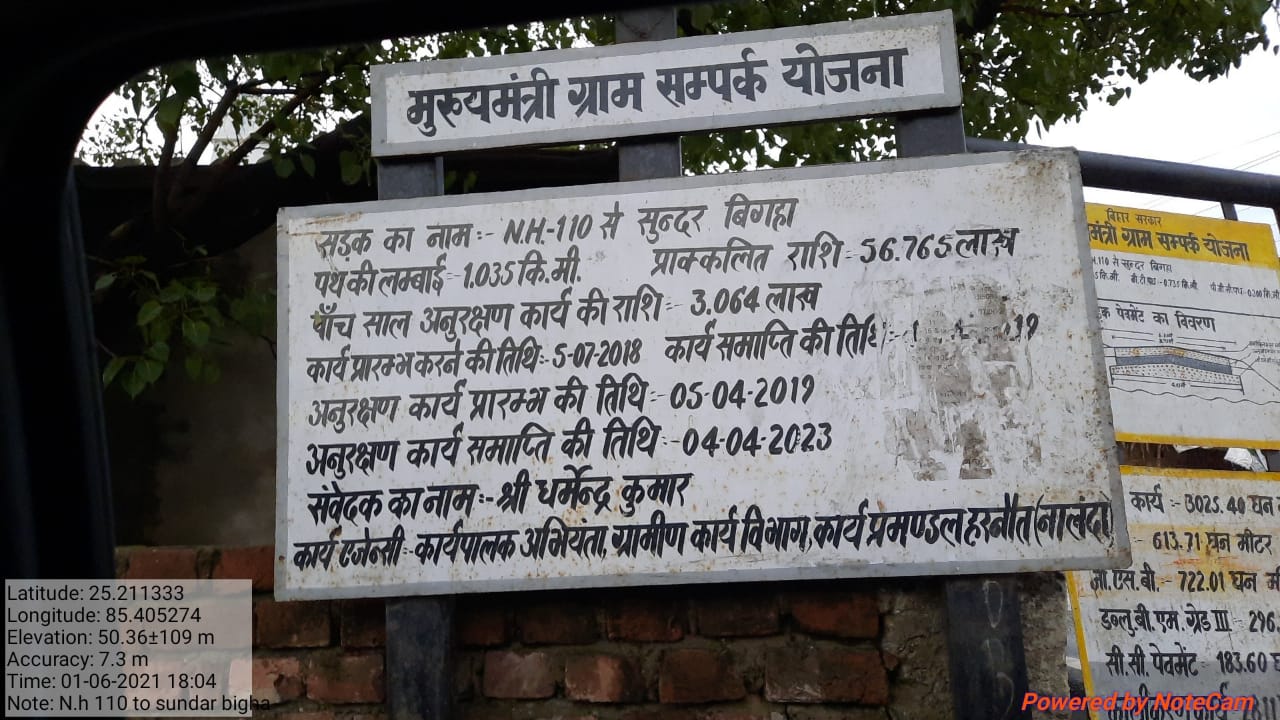 मुख्यमंत्री ग्राम सम्पर्क योजना
सड़क का नाम:- N.H.-110 से सुन्दर बिगहा
पथ की लम्बाई - 1.035 कि.मी. प्राक्कलित राशि - 56.765 लाख
पाँच साल अनुरक्षण कार्य की राशि - 3.064 लाख
कार्य प्रारम्भ करने की तिथि:- 5-07-2018 कार्य समाप्ति की तिथि
अनुरक्षण कार्य प्रारम्भ की तिथि:- 05-04-2019
अनुरक्षण कार्य समाप्ति की तिथि - 04-04-2023
संवेदक का नाम:- श्री धर्मेन्द्र कुमार
कार्य एजेन्सी - कार्यपालक अभियंता, ग्रामीण कार्य विभाग, कार्य प्रमण्डल हरनौत (नालंदा)
बिहार सरकार
मंत्री ग्राम सम्पर्क योजना
110 से सुन्दर बिगहा
पेवमेंट का विवरण
कार्य - 3025.40 घन
613.71 घन मीटर
जी.एस.बी. - 722.01 घन
डब्लू.बी.एम. ग्रेड III - 296.
सी.सी. पेवमेंट - 183.60
Latitude: 25.211333
Longitude: 85.405274
Elevation: 50.36±109 m
Accuracy: 7.3 m
Time: 01-06-2021 18:04
Note: N.h 110 to sundar bigha
Powered by NoteCam